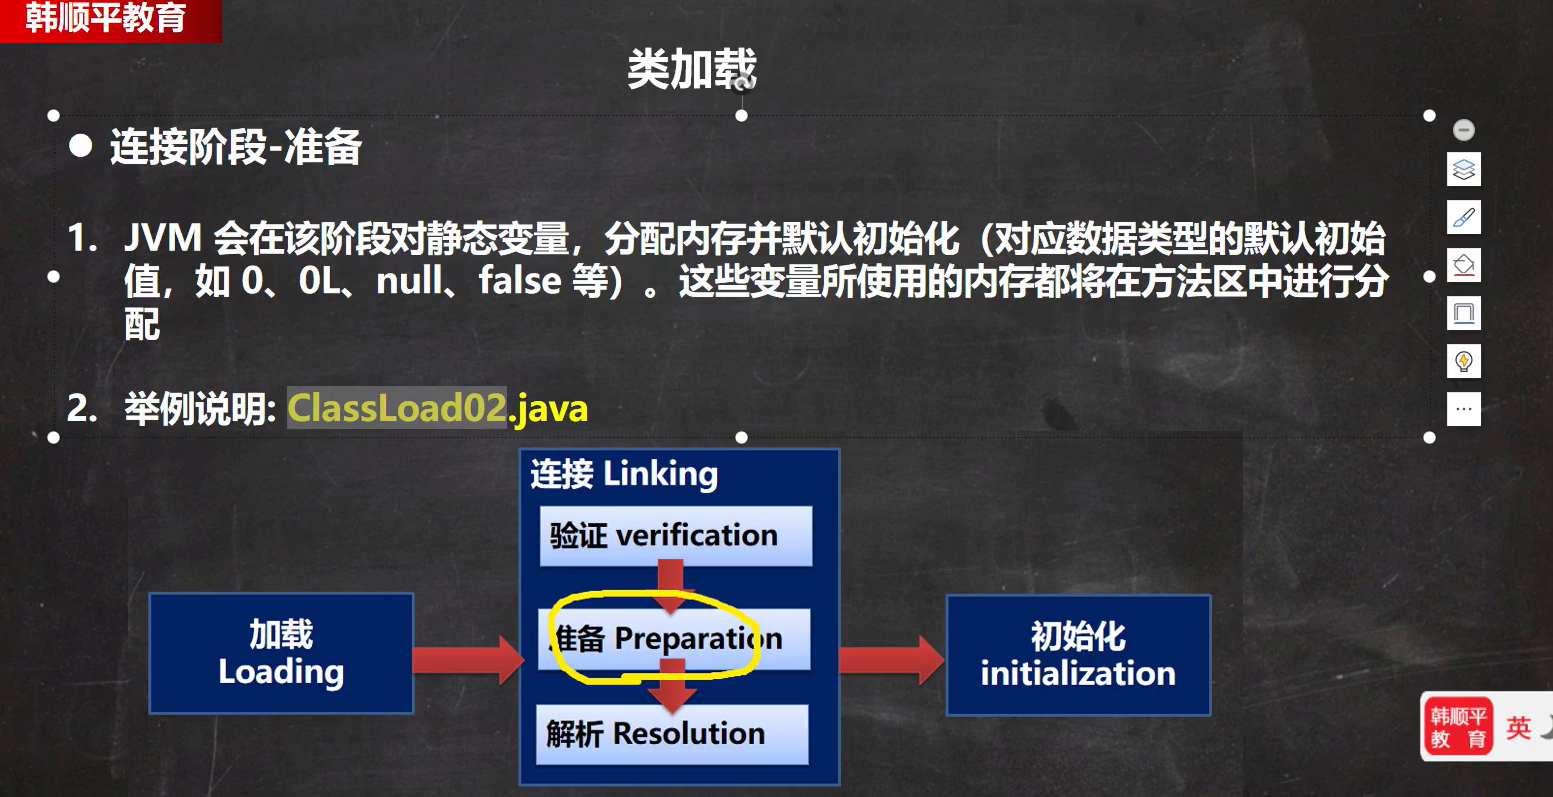 韩顺平教育
类加载
● 连接阶段-准备
1. JVM 会在该阶段对静态变量，分配内存并默认初始化（对应数据类型的默认初始
值，如 0、0L、null、false 等）。这些变量所使用的内存都将在方法区中进行分
配
2. 举例说明: ClassLoad02.java
连接 Linking
验证 verification
准备 Preparation
解析 Resolution
加载
Loading
初始化
initialization
韩顺平
教 育
英